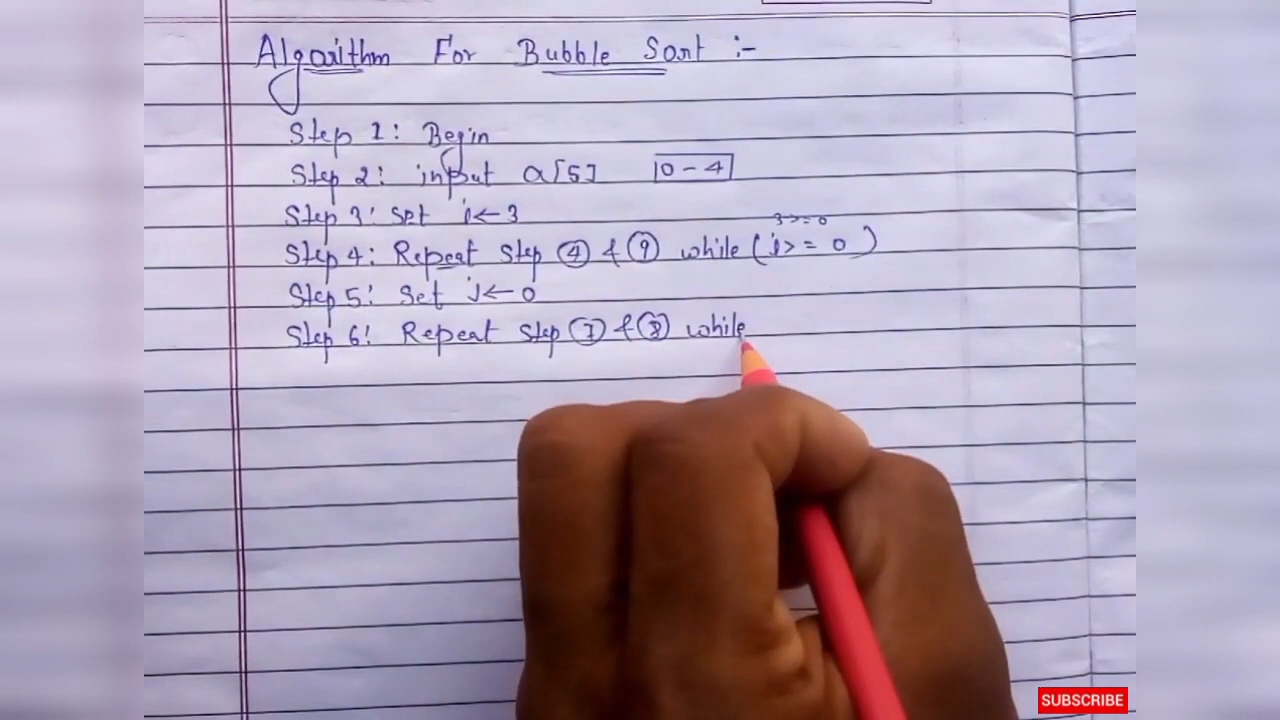 Algorithm For Bubble Sort :-
Step 1: Begin
Step 2: input a[5] 0-4
Step 3: set i←3
3>=0
Step 4: Repeat Step ④ & ⑨ while (i>=0)
Step 5: Set j←0
Step 6: Repeat Step ⑦ & ⑧ while
SUBSCRIBE